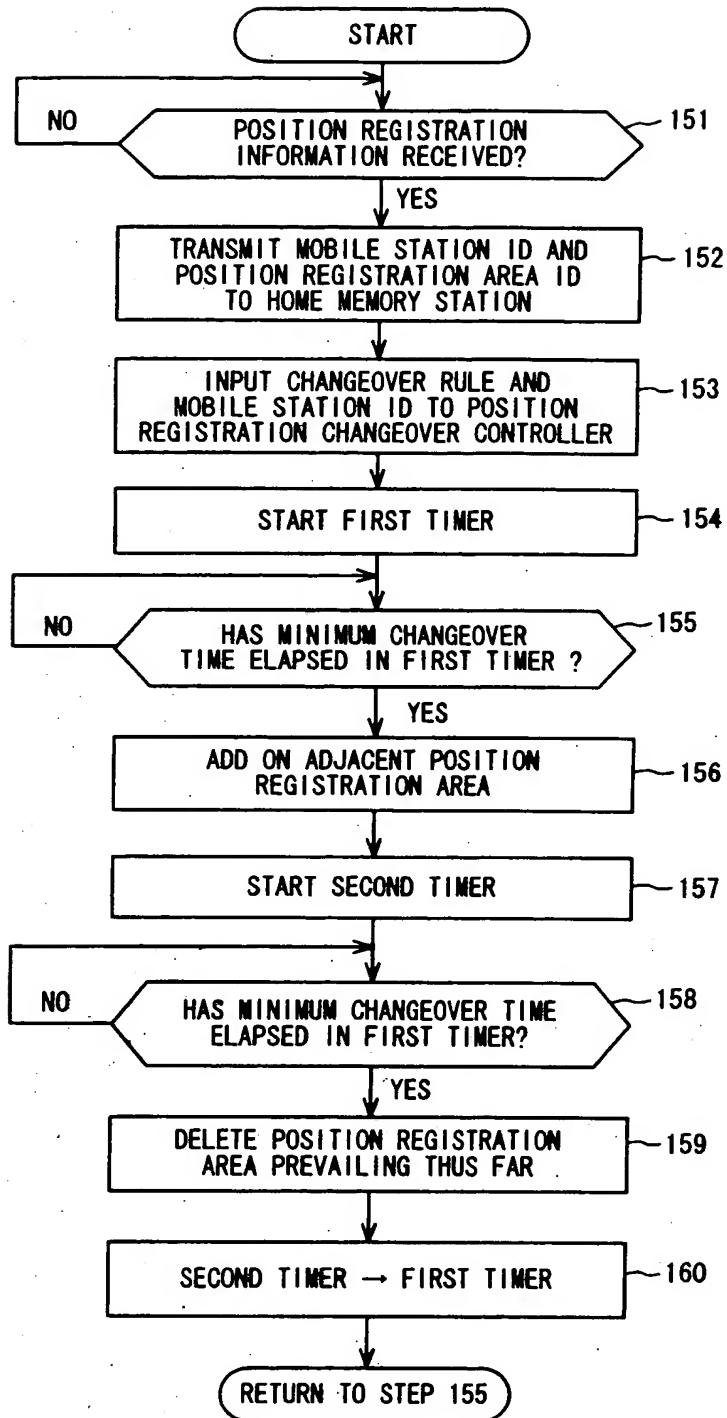 START
NO
POSITION REGISTRATION
INFORMATION RECEIVED?
151
YES
TRANSMIT MOBILE STATION ID AND
POSITION REGISTRATION AREA ID
TO HOME MEMORY STATION
152
INPUT CHANGEOVER RULE AND
MOBILE STATION ID TO POSITION
REGISTRATION CHANGEOVER CONTROLLER
153
START FIRST TIMER
154
NO
HAS MINIMUM CHANGEOVER
TIME ELAPSED IN FIRST TIMER ?
155
YES
ADD ON ADJACENT POSITION
REGISTRATION AREA
156
START SECOND TIMER
157
NO
HAS MINIMUM CHANGEOVER TIME
ELAPSED IN FIRST TIMER?
158
YES
DELETE POSITION REGISTRATION
AREA PREVAILING THUS FAR
159
SECOND TIMER → FIRST TIMER
160
RETURN TO STEP 155